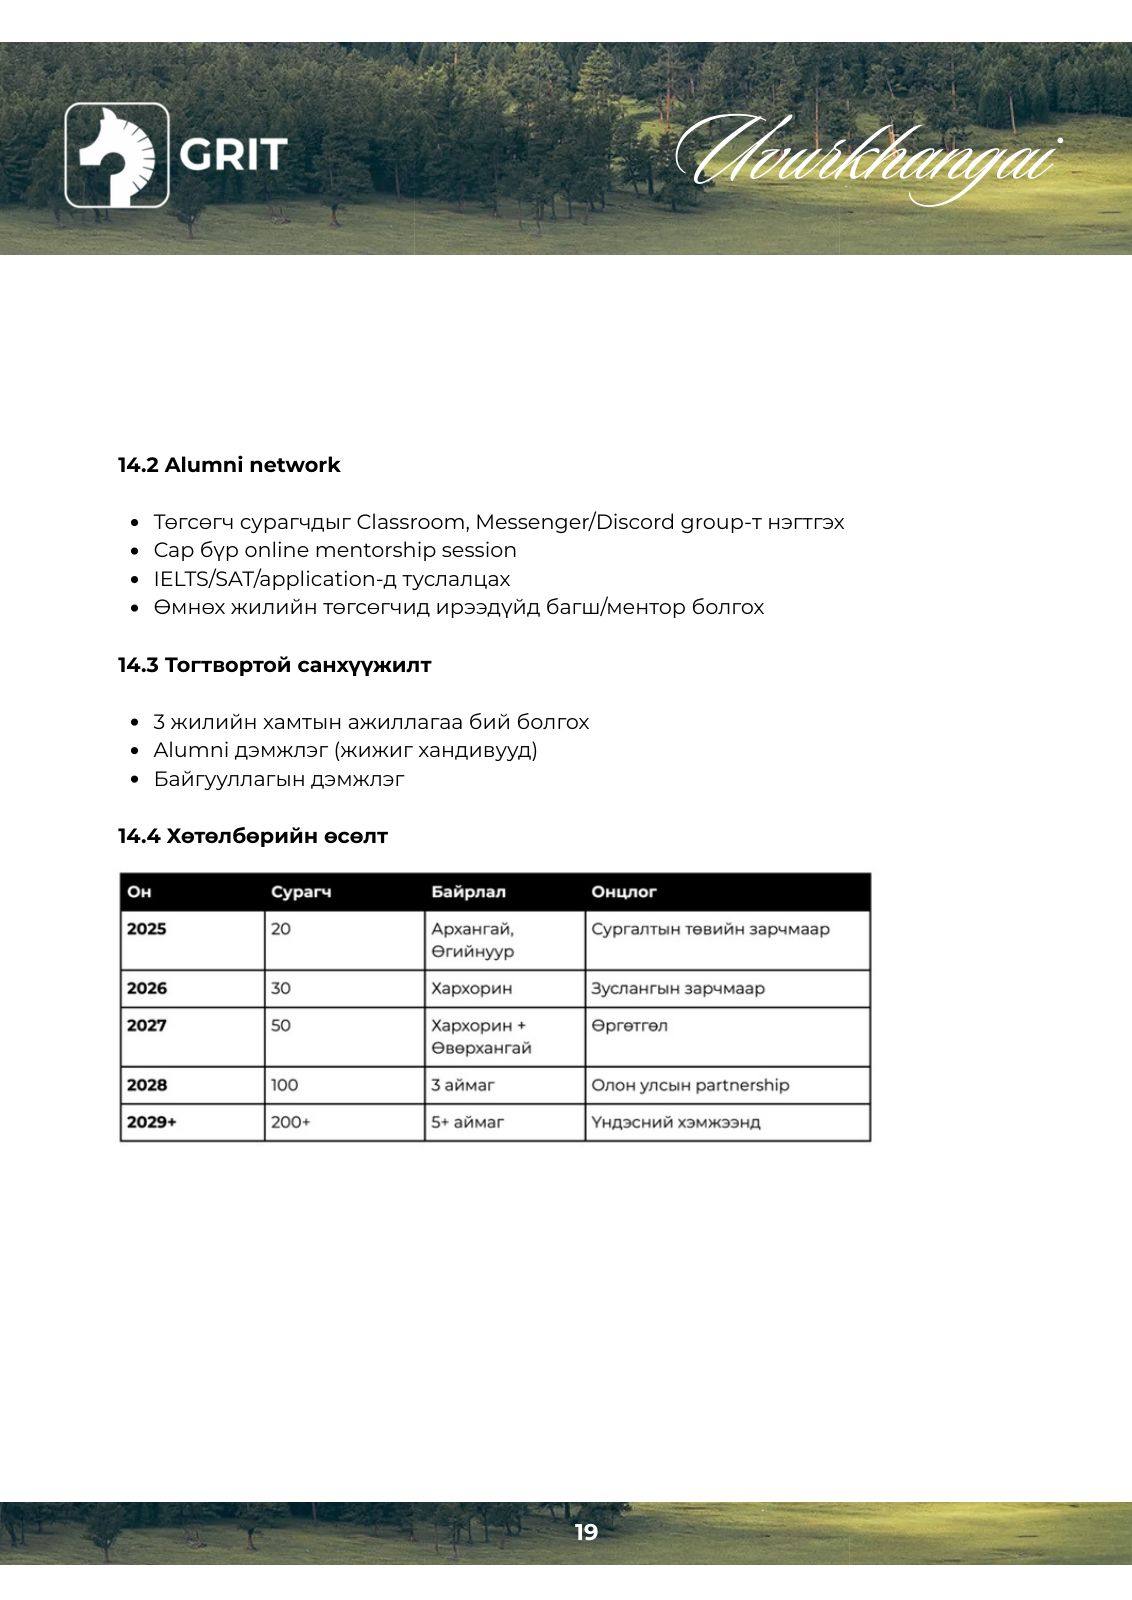 GRIT
Uvurkhangai
14.2 Alumni network
Төгсөгч сурагчдыг Classroom, Messenger/Discord group-т нэгтгэх
Сар бүр online mentorship session
IELTS/SAT/application-д туслалцах
Өмнөх жилийн төгсөгчид ирээдүйд багш/ментор болгох
14.3 Тогтвортой санхүүжилт
3 жилийн хамтын ажиллагаа бий болгох
Alumni дэмжлэг (жижиг хандивууд)
Байгууллагын дэмжлэг
14.4 Хөтөлбөрийн өсөлт
Он Сурагч Байрлал Онцлог
2025 20 Архангай, Сургалтын төвийн зарчмаар
Өгийнуур
2026 30 Хархорин Зуслангын зарчмаар
2027 50 Хархорин + Өргөтгөл
Өвөрхангай
2028 100 3 аймаг Олон улсын partnership
2029+ 200+ 5+ аймаг Үндэсний хэмжээнд
19